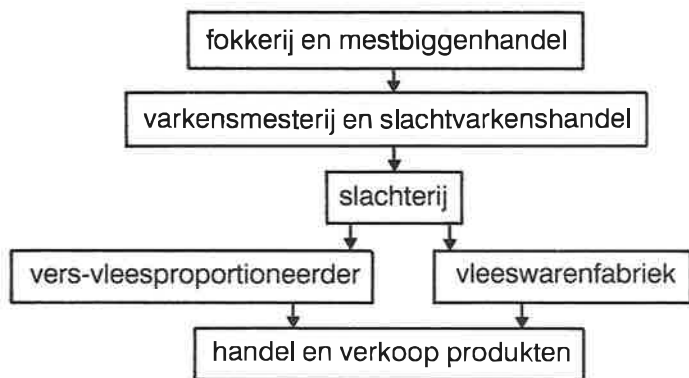 fokkerij en mestbiggenhandel
varkensmesterij en slachtvarkenshandel
slachterij
vers-vleesproportioneerder
vleeswarenfabriek
handel en verkoop produkten